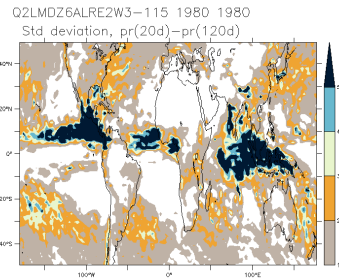 Q2LMDZ6ALRE2W3-115 1980 1980
Std deviation, pr(20d)-pr(120d)
40°N
20°N
0°
20°S
40°S
100°W
0°
100°E
5
4
3
2
1